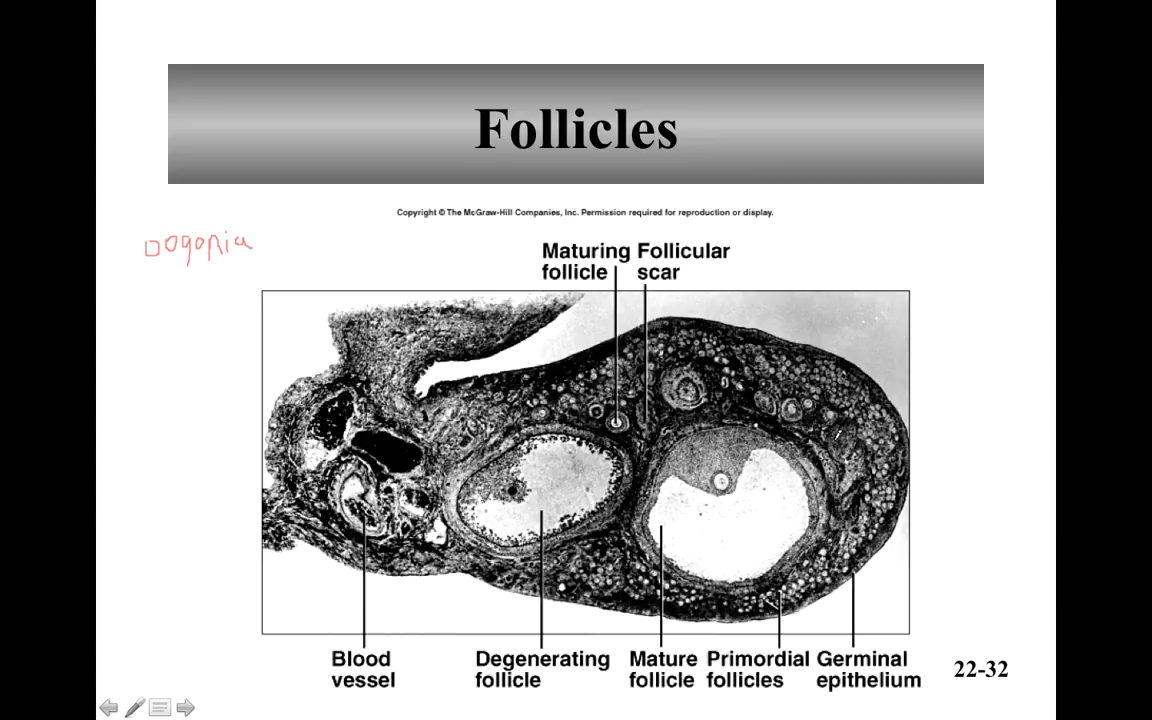 Follicles
Copyright © The McGraw-Hill Companies, Inc. Permission required for reproduction or display.
oogonia
Maturing Follicular
follicle scar
Blood Degenerating Mature Primordial Germinal
vessel follicle follicle follicles epithelium
22-32